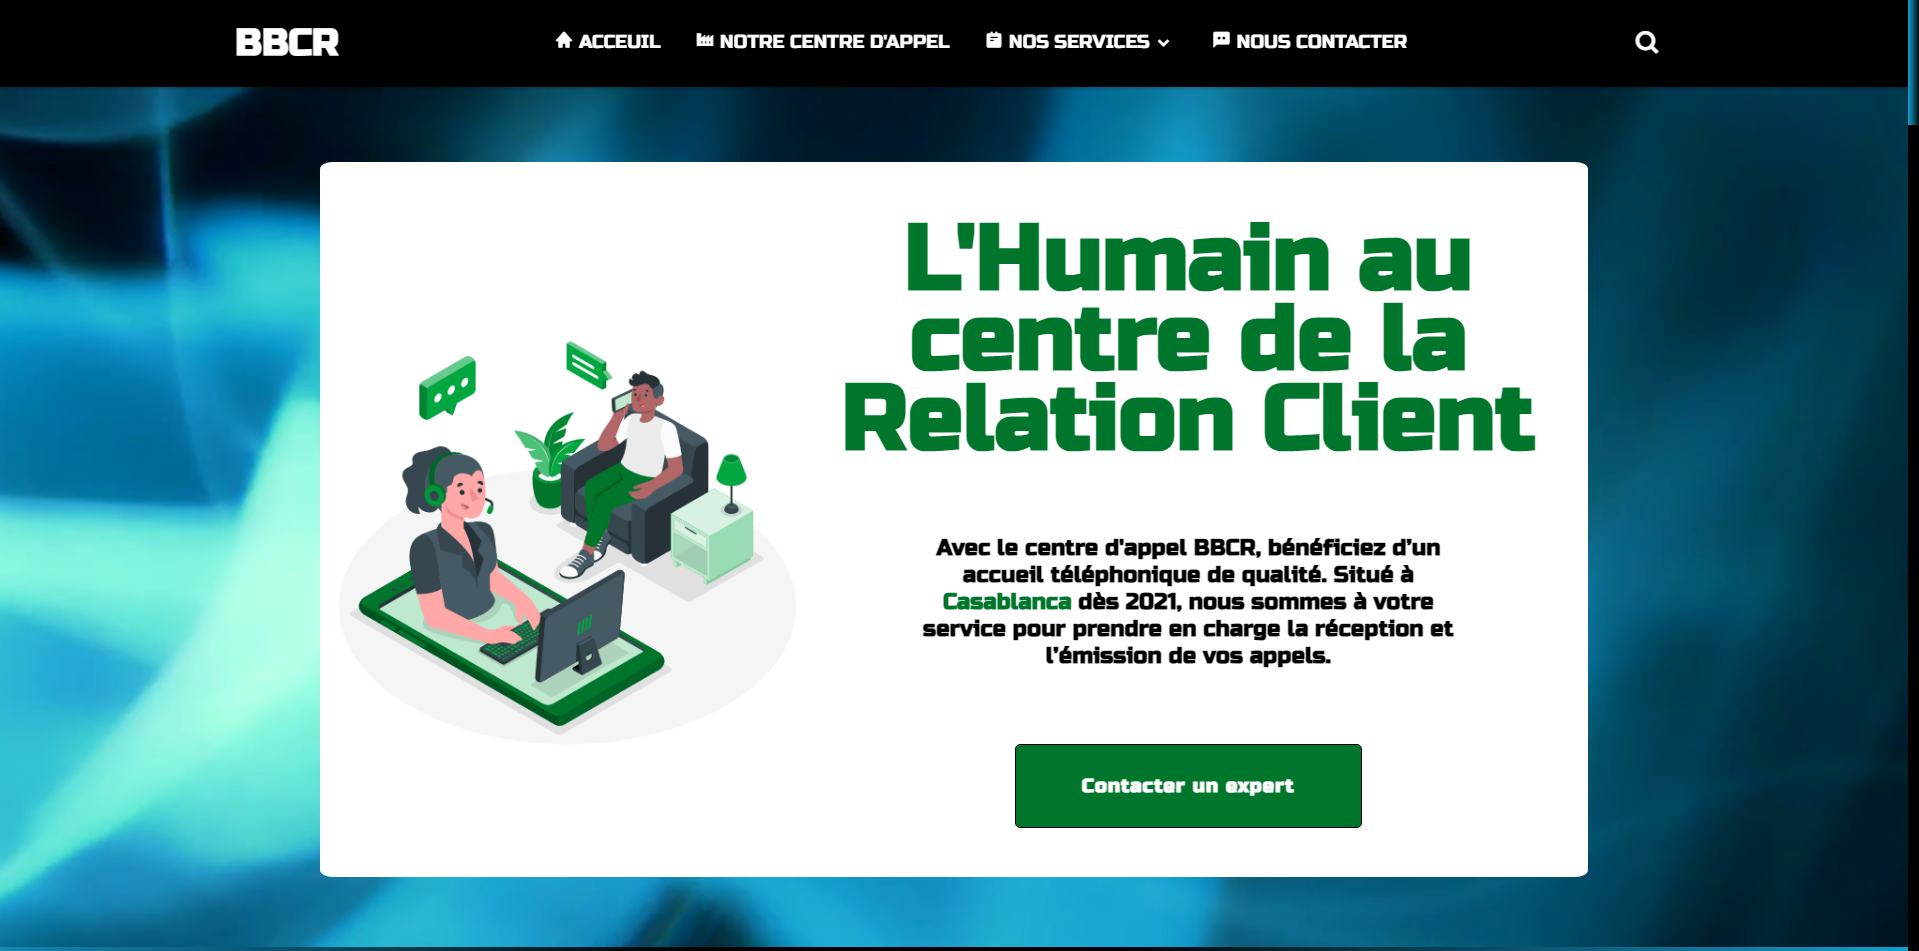 BBCR
ACCEUIL
NOTRE CENTRE D'APPEL
NOS SERVICES
NOUS CONTACTER
L'Humain au
centre de la
Relation Client
Avec le centre d'appel BBCR, bénéficiez d’un
accueil téléphonique de qualité. Situé à
Casablanca dès 2021, nous sommes à votre
service pour prendre en charge la réception et
l’émission de vos appels.
Contacter un expert